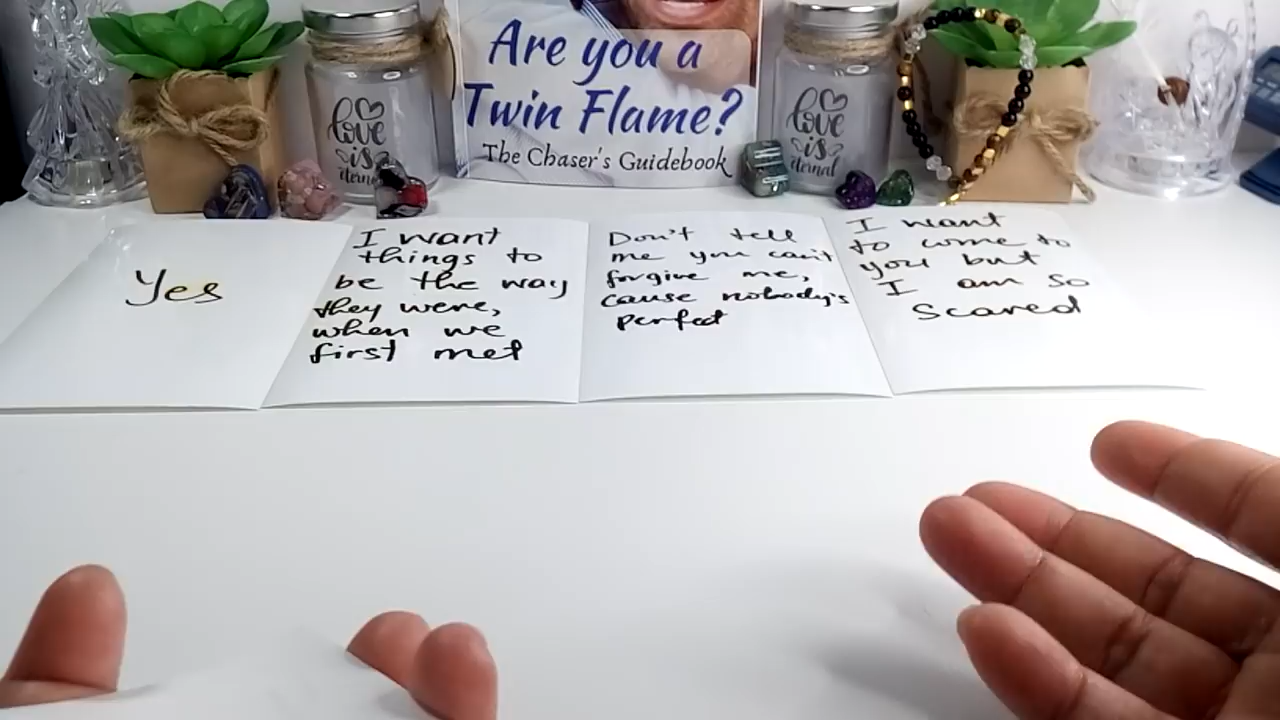 Are you a
Twin Flame?
The Chaser's Guidebook
love
is
eternal
love
is
eternal
Yes
I want
things to
be the way
they were,
when we
first met
Don't tell
me you can't
forgive me,
cause nobody's
perfect
I want
to come to
you but
I am so
scared